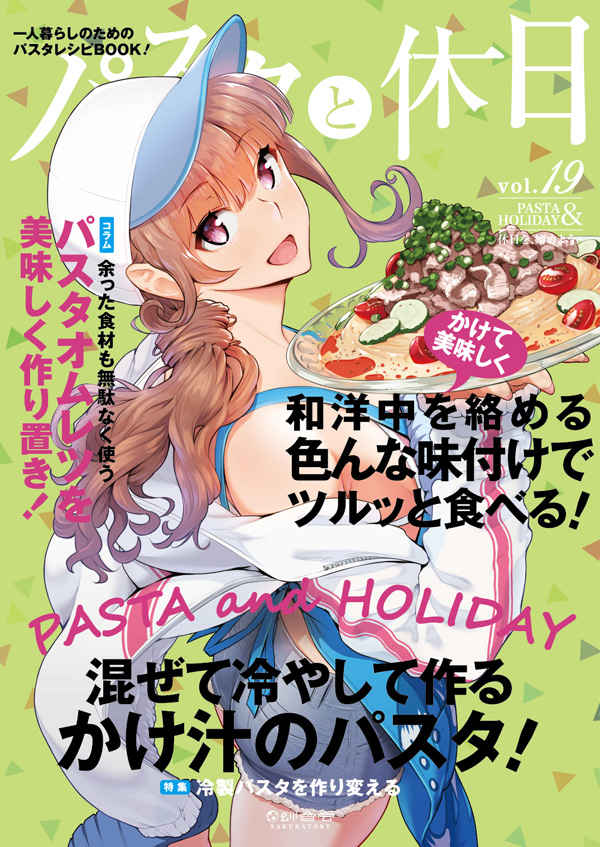 一人暮らしのための
パスタレシピBOOK!
パスタと休日
vol.19
PASTA &
HOLIDAY
コラム
余った食材も無駄なく使う
パスタオムレツを
美味しく作り置き!
かけて
美味しく
和洋中を絡める
色んな味付けで
ツルッと食べる!
PASTA and HOLIDAY
混ぜて冷やして作る
かけ汁のパスタ!
特集 冷製パスタを作り変える
SAKURATORY